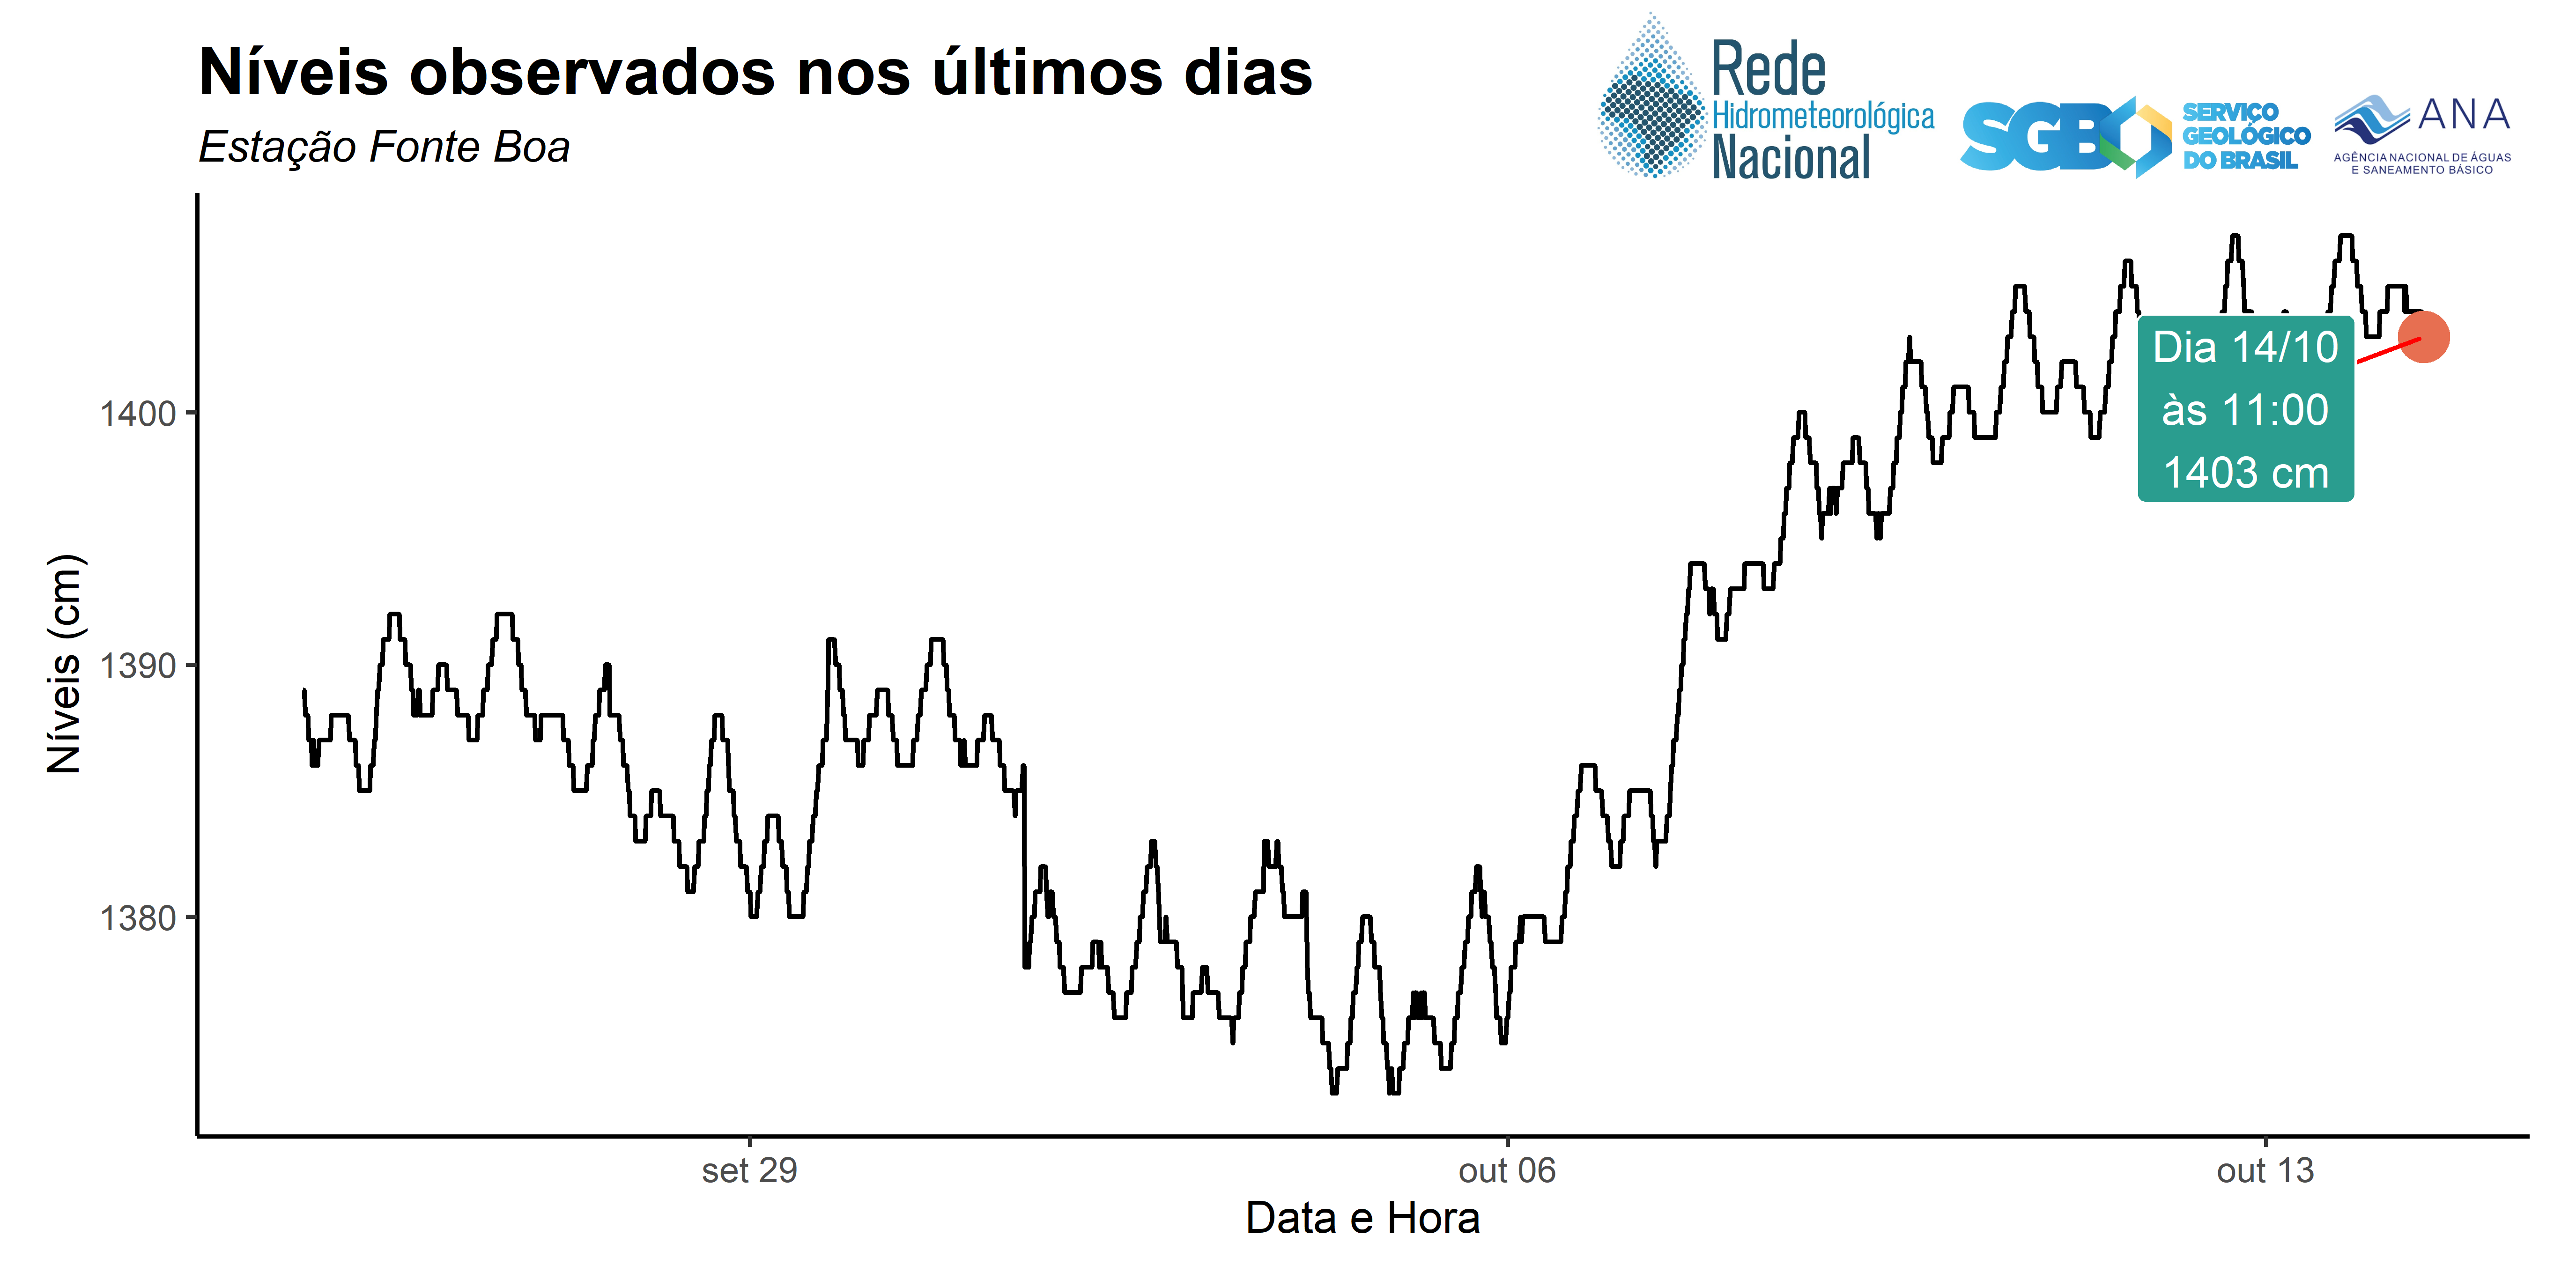 Níveis observados nos últimos dias
Estação Fonte Boa
Rede
Hidrometeorológica
Nacional
SGB
SERVIÇO
GEOLÓGICO
DO BRASIL
ANA
AGÊNCIA NACIONAL DE ÁGUAS
E SANEAMENTO BÁSICO
Níveis (cm)
1400
1390
1380
Dia 14/10
às 11:00
1403 cm
set 29
out 06
out 13
Data e Hora